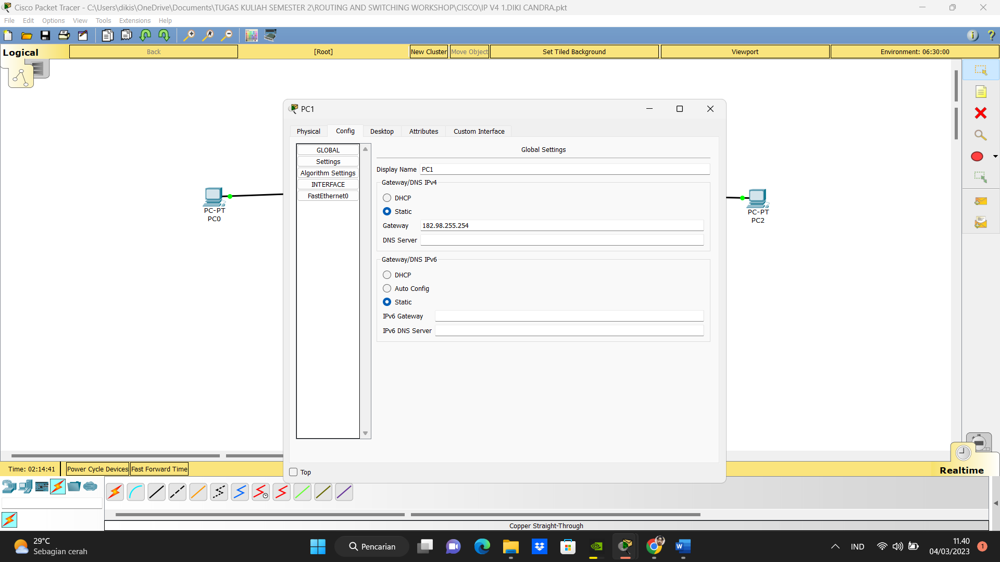 Cisco Packet Tracer - C:\Users\dikis\OneDrive\Documents\TUGAS KULIAH SEMESTER 2\ROUTING AND SWITCHING WORKSHOP\CISCO\IP V4 1.DIKI CANDRA.pkt
File Edit Options View Tools Extensions Help
Logical Back [Root] New Cluster Move Object Set Tiled Background Viewport Environment: 06:30:00
PC1
Physical Config Desktop Attributes Custom Interface
GLOBAL
Settings
Algorithm Settings
INTERFACE
FastEthernet0
Global Settings
Display Name PC1
Gateway/DNS IPv4
DHCP
Static
Gateway 182.98.255.254
DNS Server
Gateway/DNS IPv6
DHCP
Auto Config
Static
IPv6 Gateway
IPv6 DNS Server
Top
PC-PT
PC0
PC-PT
PC2
Time: 02:14:41 Power Cycle Devices Fast Forward Time
Realtime
Copper Straight-Through
29°C
Sebagian cerah
Pencarian
IND
11.40
04/03/2023
1